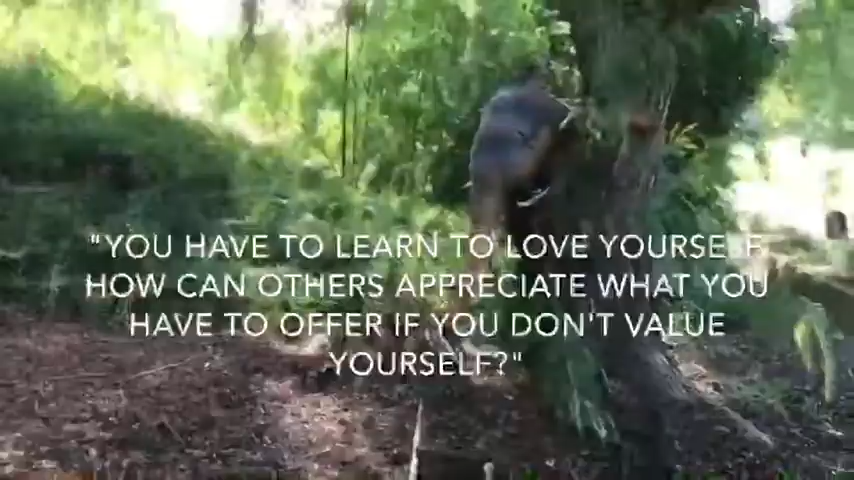 "YOU HAVE TO LEARN TO LOVE YOURSELF.
HOW CAN OTHERS APPRECIATE WHAT YOU
HAVE TO OFFER IF YOU DON'T VALUE
YOURSELF?"